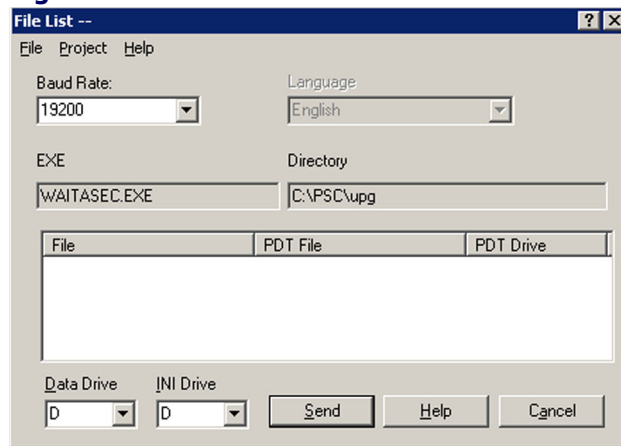 File List --
File Project Help
Baud Rate: Language
19200 English
EXE Directory
WAITASEC.EXE C:\PSC\upg
File PDT File PDT Drive
Data Drive INI Drive
D D Send Help Cancel